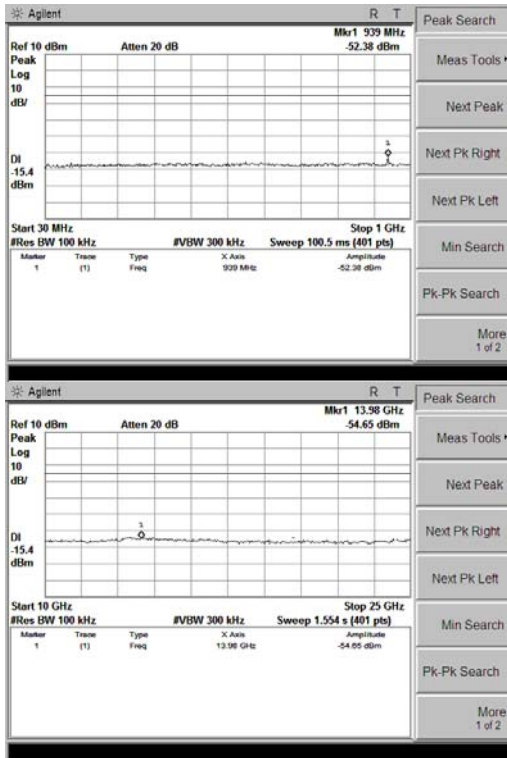 Agilent R T
Mkr1 939 MHz
Ref 10 dBm Atten 20 dB -52.38 dBm
Peak
Log
10
dB/
1
DI
-15.4
dBm
Start 30 MHz Stop 1 GHz
#Res BW 100 kHz #VBW 300 kHz Sweep 100.5 ms (401 pts)
Marker Trace Type X Axis Amplitude
1 (1) Freq 939 MHz -52.38 dBm
Peak Search
Meas Tools
Next Peak
Next Pk Right
Next Pk Left
Min Search
Pk-Pk Search
More
1 of 2
Agilent R T
Mkr1 13.98 GHz
Ref 10 dBm Atten 20 dB -54.65 dBm
Peak
Log
10
dB/
1
DI
-15.4
dBm
Start 10 GHz Stop 25 GHz
#Res BW 100 kHz #VBW 300 kHz Sweep 1.554 s (401 pts)
Marker Trace Type X Axis Amplitude
1 (1) Freq 13.98 GHz -54.65 dBm
Peak Search
Meas Tools
Next Peak
Next Pk Right
Next Pk Left
Min Search
Pk-Pk Search
More
1 of 2